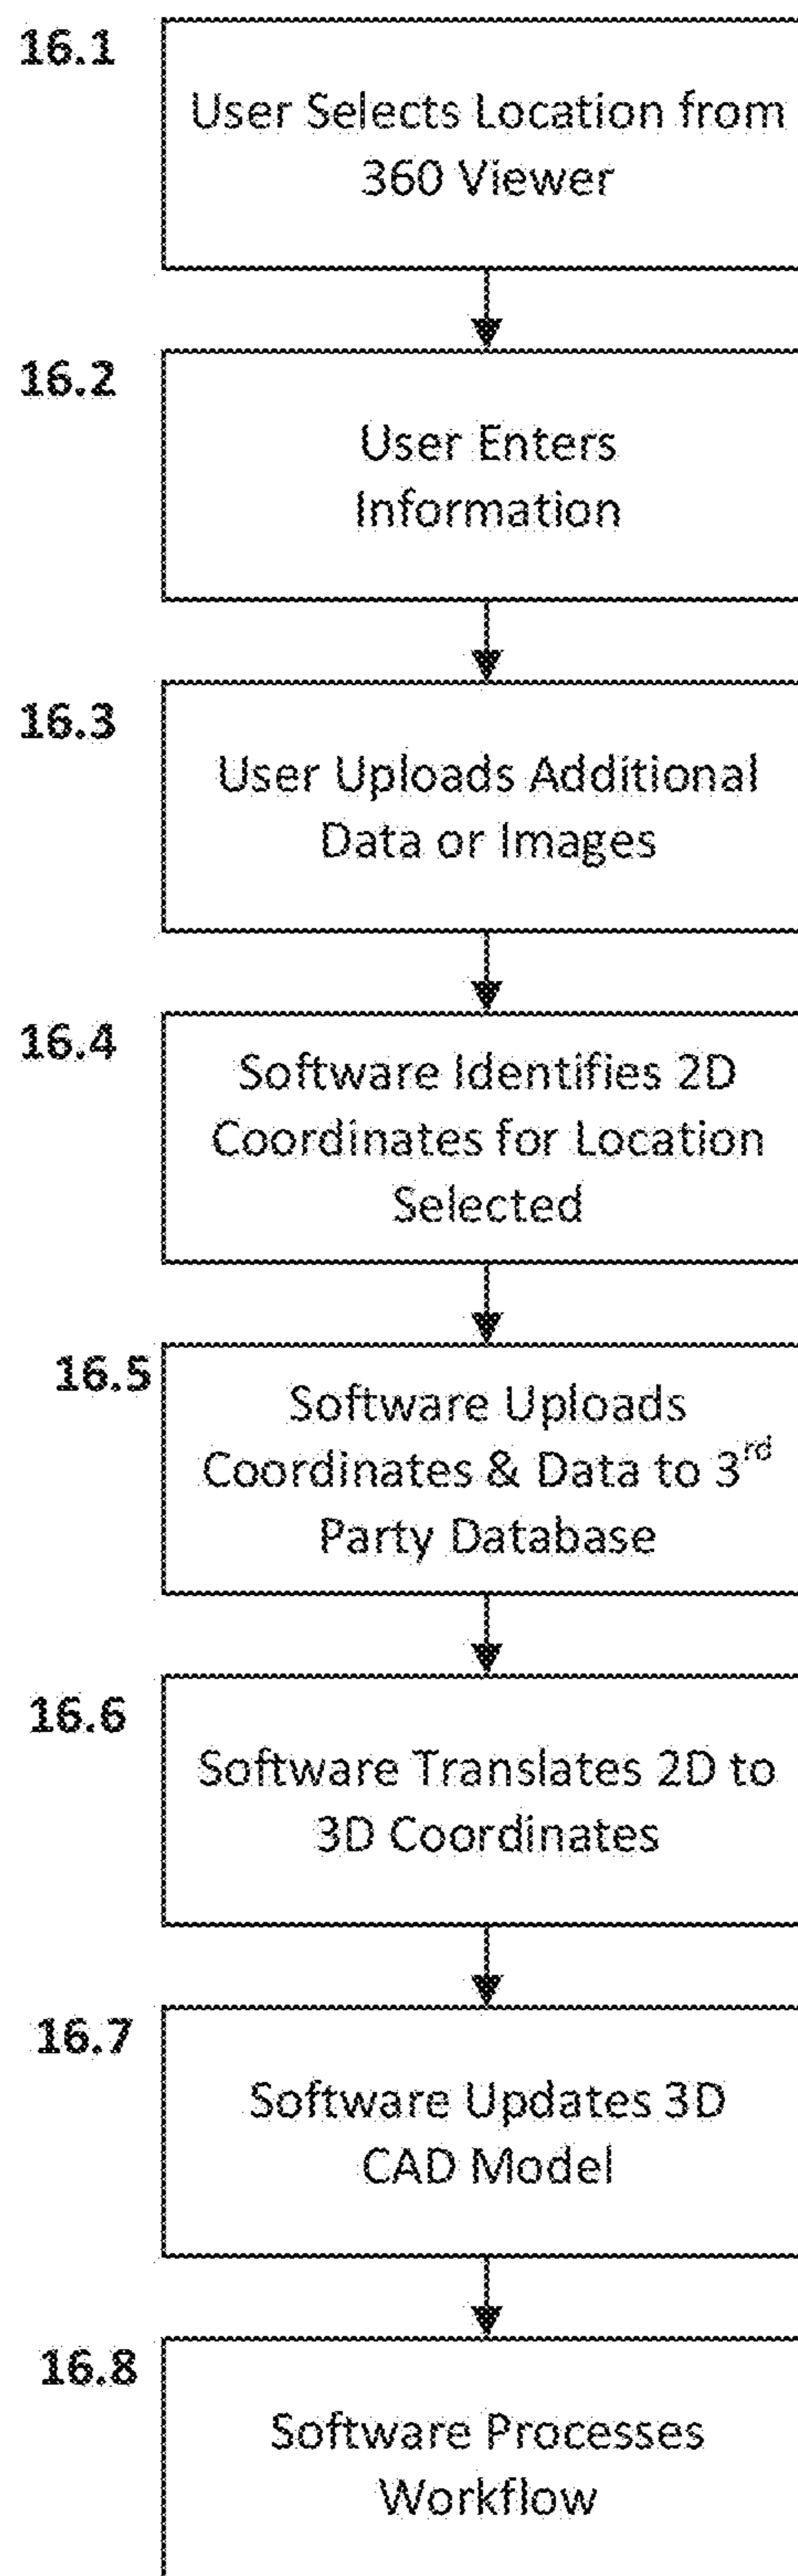 16.1
User Selects Location from
360 Viewer
16.2
User Enters
Information
16.3
User Uploads Additional
Data or Images
16.4
Software Identifies 2D
Coordinates for Location
Selected
16.5
Software Uploads
Coordinates & Data to 3rd
Party Database
16.6
Software Translates 2D to
3D Coordinates
16.7
Software Updates 3D
CAD Model
16.8
Software Processes
Workflow